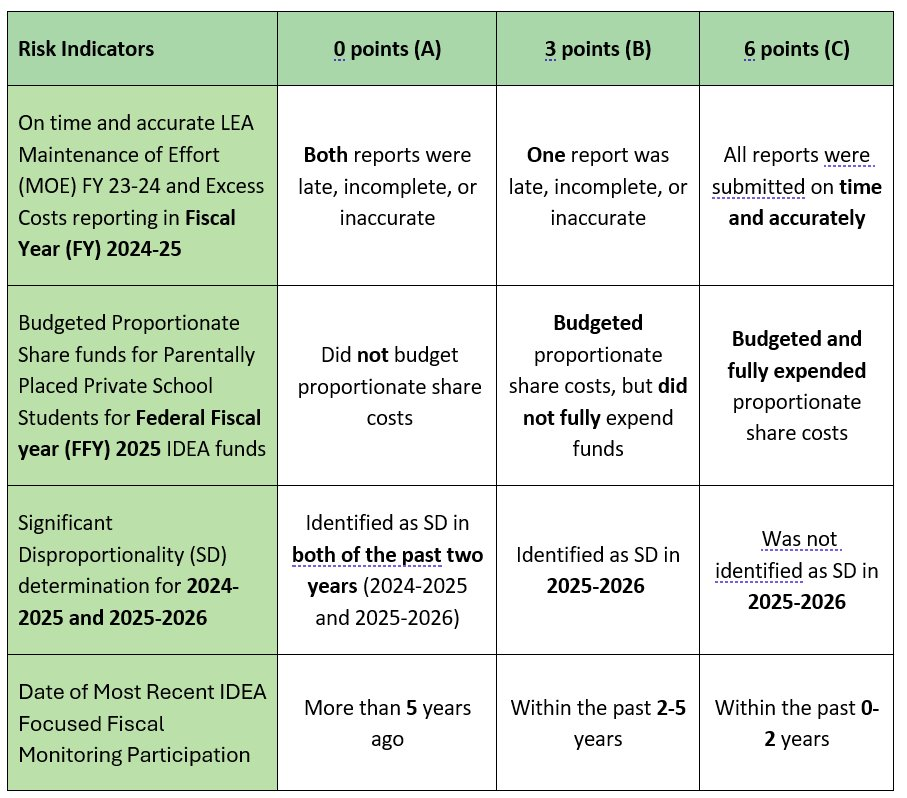 Risk Indicators
0 points (A)
3 points (B)
6 points (C)
On time and accurate LEA
Maintenance of Effort
(MOE) FY 23-24 and Excess
Costs reporting in Fiscal
Year (FY) 2024-25
Both reports were
late, incomplete, or
inaccurate
One report was
late, incomplete, or
inaccurate
All reports were
submitted on time
and accurately
Budgeted Proportionate
Share funds for Parentally
Placed Private School
Students for Federal Fiscal
year (FFY) 2025 IDEA funds
Did not budget
proportionate share
costs
Budgeted
proportionate
share costs, but did
not fully expend
funds
Budgeted and
fully expended
proportionate
share costs
Significant
Disproportionality (SD)
determination for 2024-
2025 and 2025-2026
Identified as SD in
both of the past two
years (2024-2025
and 2025-2026)
Identified as SD in
2025-2026
Was not
identified as SD in
2025-2026
Date of Most Recent IDEA
Focused Fiscal
Monitoring Participation
More than 5 years
ago
Within the past 2-5
years
Within the past 0-
2 years